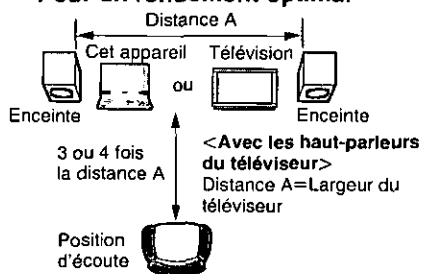 Pour un rendement optimal
Distance A
Cet appareil
Télévision
ou
Enceinte
Enceinte
3 ou 4 fois
la distance A
<Avec les haut-parleurs
du téléviseur>
Distance A=Largeur du
téléviseur
Position
d'écoute